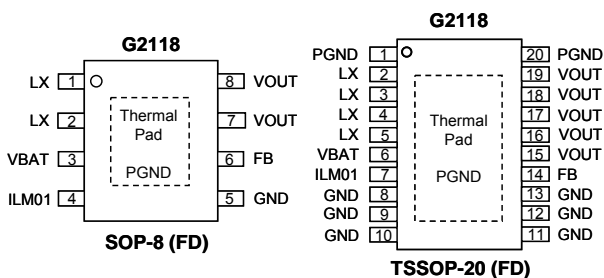 G2118
LX 1 8 VOUT
LX 2 7 VOUT
VBAT 3 6 FB
ILM01 4 5 GND
Thermal
Pad
PGND
SOP-8 (FD)
G2118
PGND 1 20 PGND
LX 2 19 VOUT
LX 3 18 VOUT
LX 4 17 VOUT
LX 5 16 VOUT
VBAT 6 15 VOUT
ILM01 7 14 FB
GND 8 13 GND
GND 9 12 GND
GND 10 11 GND
Thermal
Pad
PGND
TSSOP-20 (FD)